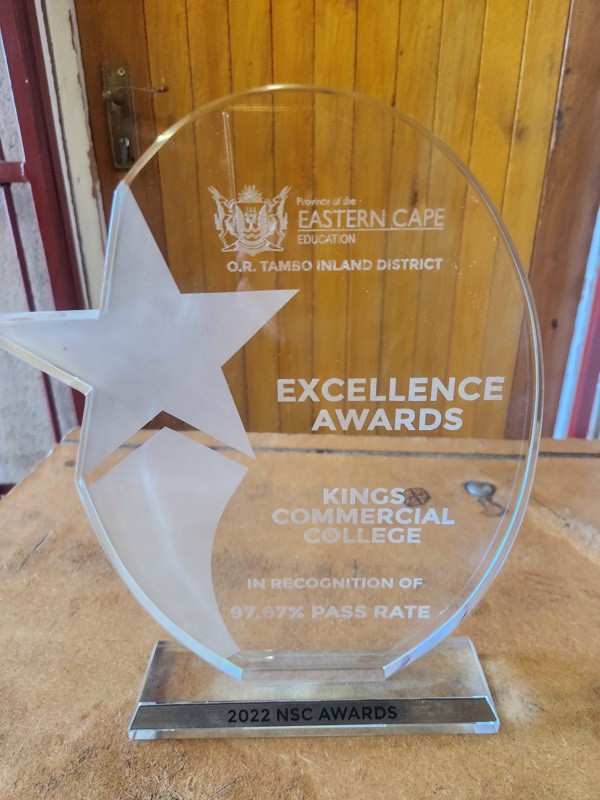 Province of the
EASTERN CAPE
EDUCATION
O.R. TAMBO INLAND DISTRICT
EXCELLENCE
AWARDS
KINGS
COMMERCIAL
COLLEGE
IN RECOGNITION OF
97.67% PASS RATE
2022 NSC AWARDS